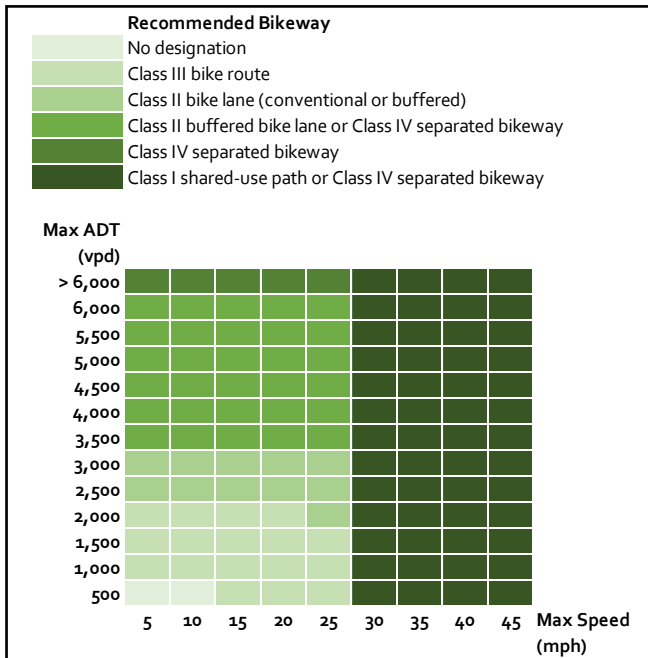 Recommended Bikeway
No designation
Class III bike route
Class II bike lane (conventional or buffered)
Class II buffered bike lane or Class IV separated bikeway
Class IV separated bikeway
Class I shared-use path or Class IV separated bikeway
Max ADT
(vpd)
> 6,000
6,000
5,500
5,000
4,500
4,000
3,500
3,000
2,500
2,000
1,500
1,000
500
5 10 15 20 25 30 35 40 45 Max Speed
(mph)